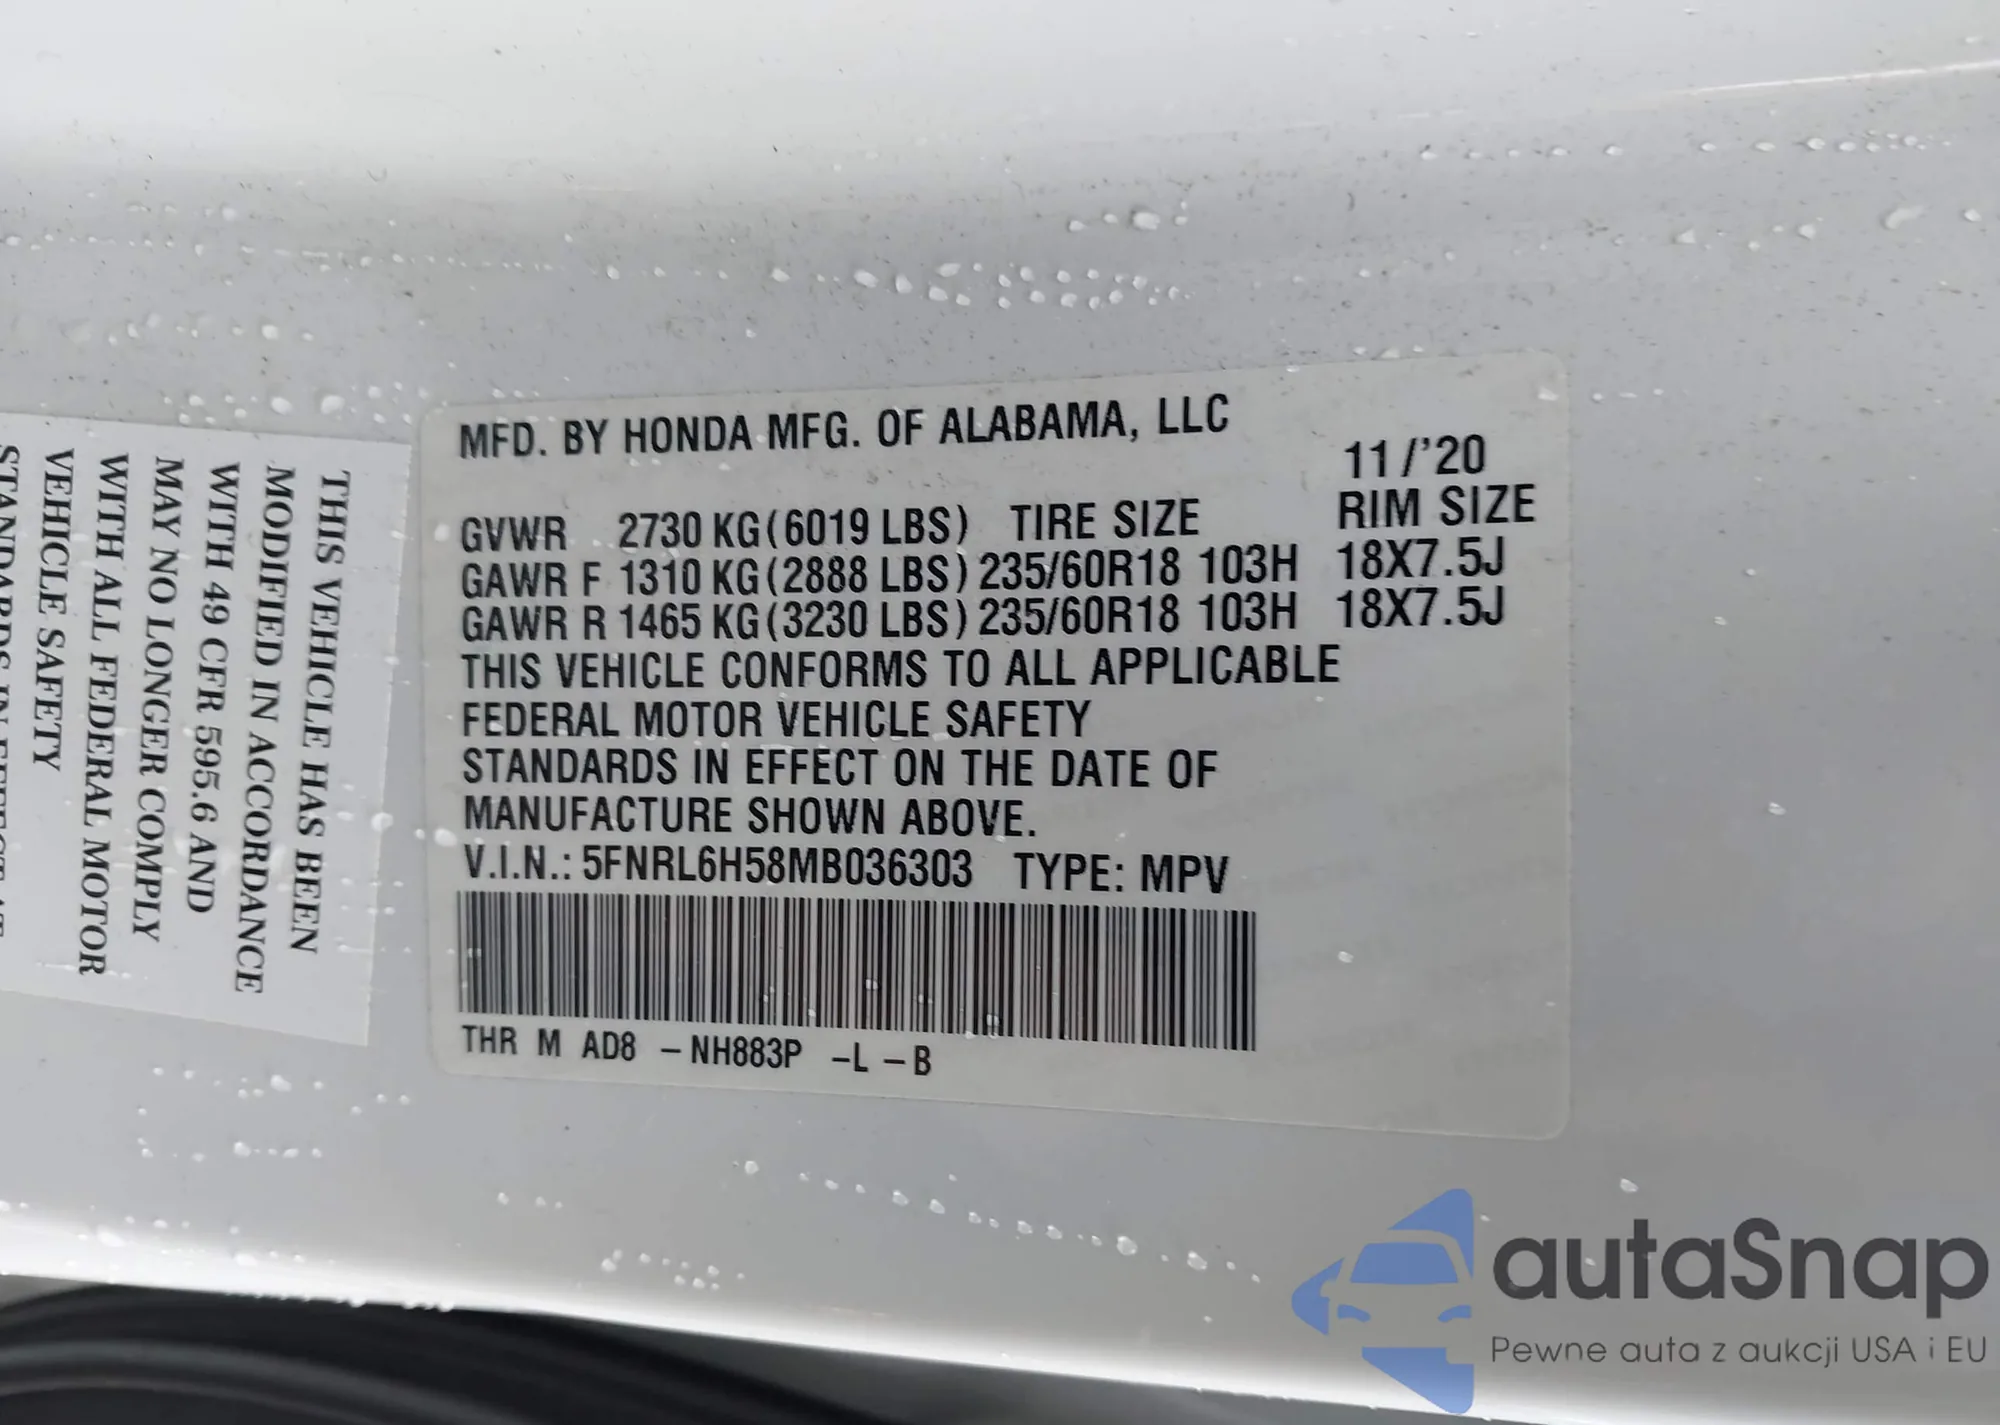 MFD. BY HONDA MFG. OF ALABAMA, LLC
11/'20
GVWR 2730 KG(6019 LBS) TIRE SIZE RIM SIZE
GAWR F 1310 KG(2888 LBS) 235/60R18 103H 18X7.5J
GAWR R 1465 KG(3230 LBS) 235/60R18 103H 18X7.5J
THIS VEHICLE CONFORMS TO ALL APPLICABLE
FEDERAL MOTOR VEHICLE SAFETY
STANDARDS IN EFFECT ON THE DATE OF
MANUFACTURE SHOWN ABOVE.
V.I.N.: 5FNRL6H58MB036303 TYPE: MPV
THR M AD8 -NH883P -L -B
THIS VEHICLE HAS BEEN
MODIFIED IN ACCORDANCE
WITH 49 CFR 595.6 AND
MAY NO LONGER COMPLY
WITH ALL FEDERAL MOTOR
VEHICLE SAFETY
STANDARDS IN EFFECT AT
autaSnap
Pewne auta z aukcji USA i EU